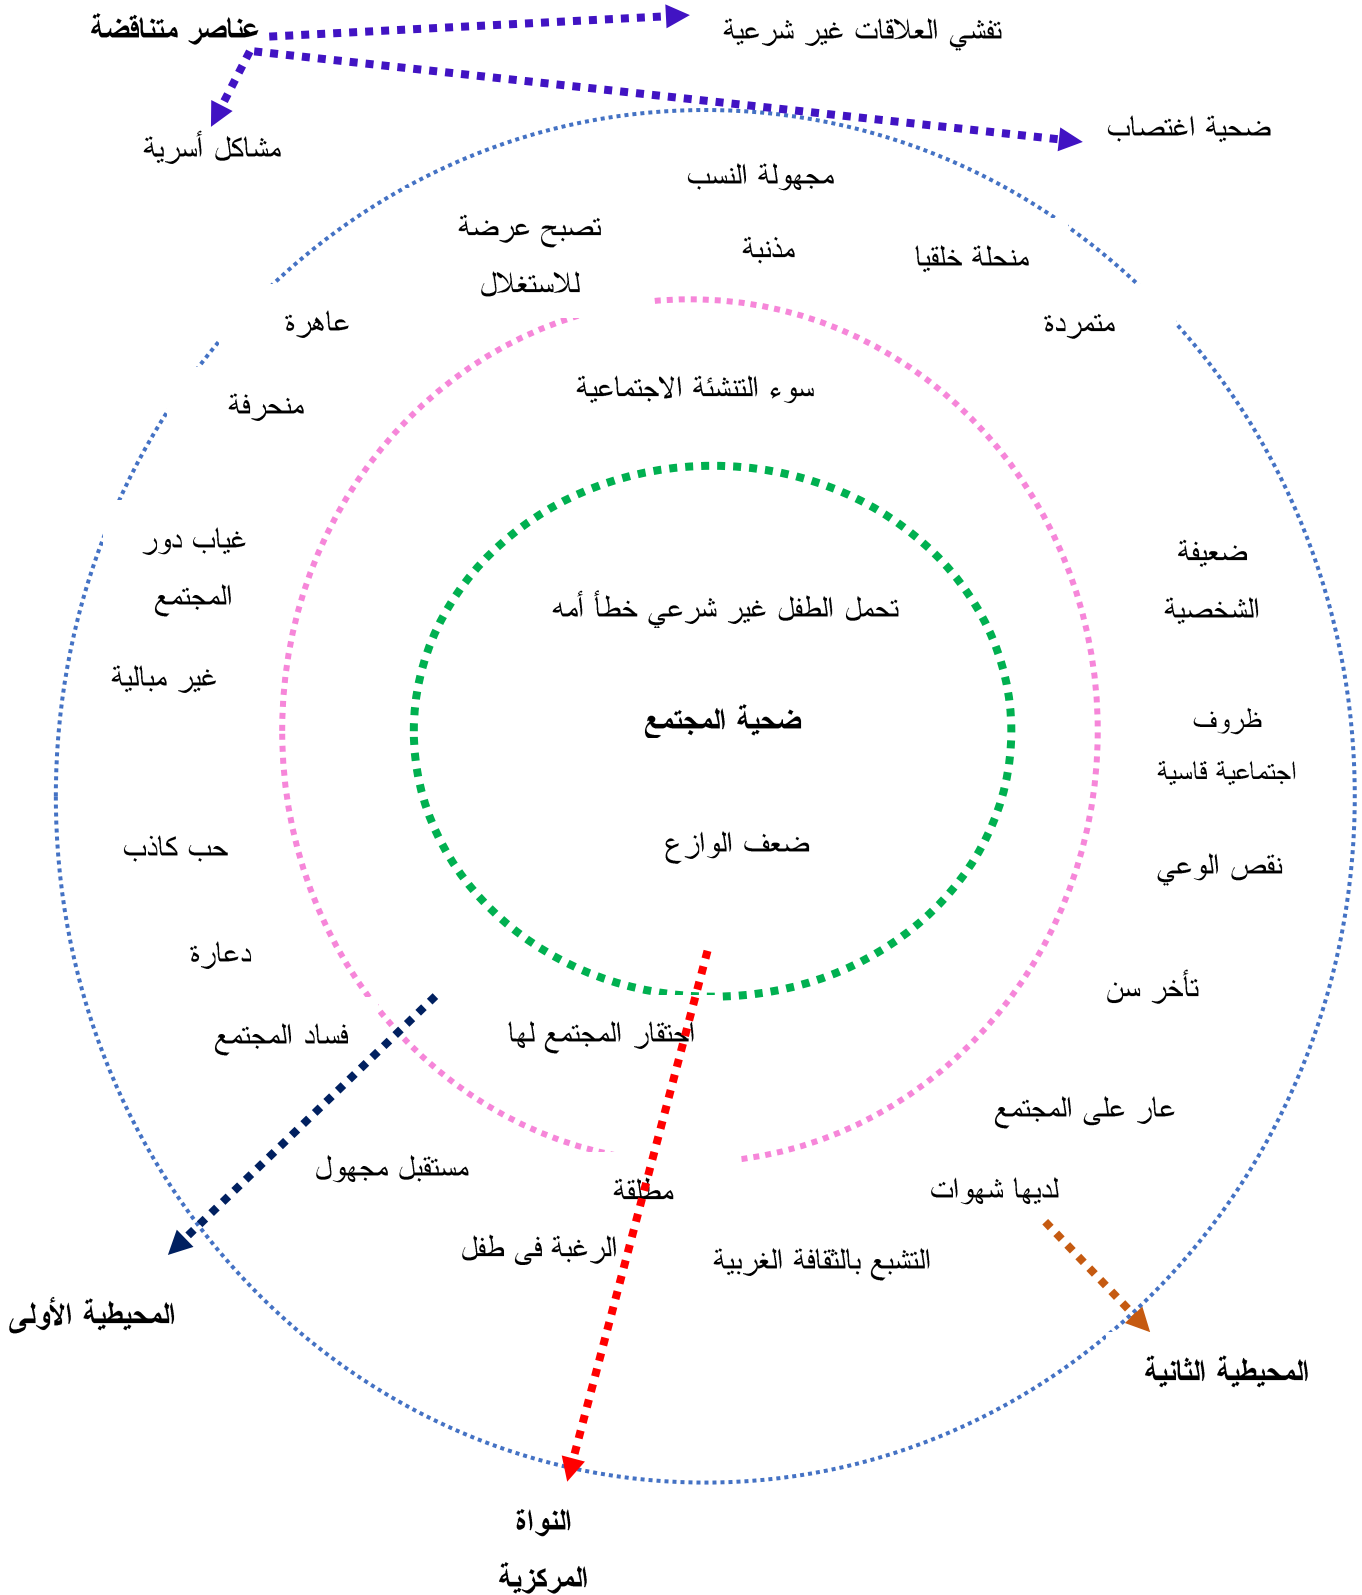 عناصر متناقضة
تفشي العلاقات غير شرعية
ضحية اغتصاب
مشاكل أسرية
مجهولة النسب
تصبح عرضة
للاستغلال
مذنبة
منحلة خلقيا
عاهرة
متمردة
منحرفة
سوء التنشئة الاجتماعية
غياب دور
المجتمع
ضعيفة
الشخصية
تحمل الطفل غير شرعي خطأ أمه
غير مبالية
ضحية المجتمع
ظروف
اجتماعية قاسية
حب كاذب
ضعف الوازع
نقص الوعي
دعارة
تأخر سن
فساد المجتمع
احتقار المجتمع لها
عار على المجتمع
مستقبل مجهول
مطلقة
لديها شهوات
الرغبة فى طفل
التشبع بالثقافة الغربية
المحيطية الأولى
المحيطية الثانية
النواة
المركزية